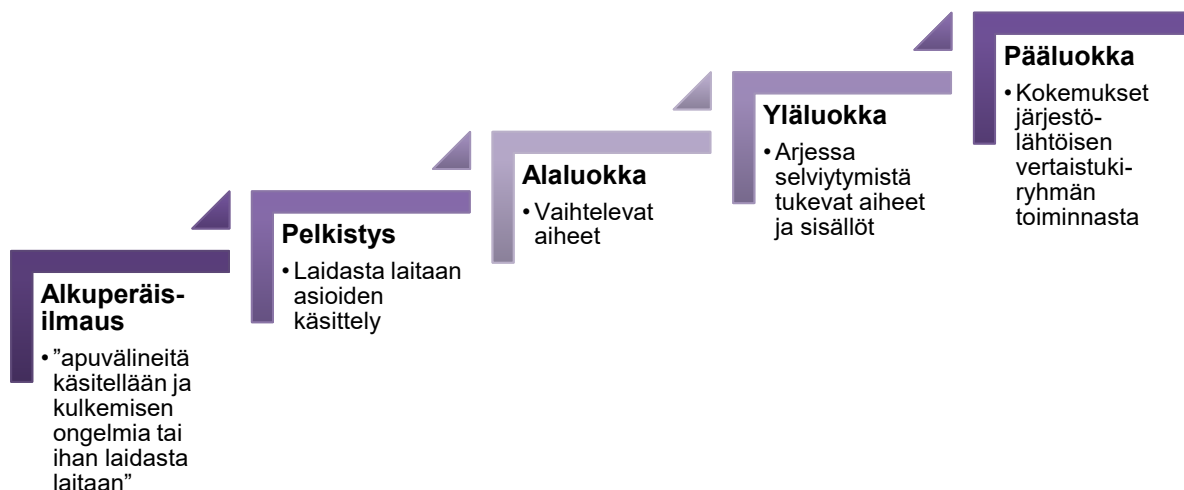 Alkuperäis-
ilmaus
• ”apuvälineitä
käsitellään ja
kulkemisen
ongelmia tai
ihan laidasta
laitaan”
Pelkistys
• Laidasta laitaan
asioiden
käsittely
Alaluokka
• Vaihtelevat
aiheet
Yläluokka
• Arjessa
selviytymistä
tukevat aiheet
ja sisällöt
Pääluokka
• Kokemukset
järjestö-
lähtöisen
vertaistuki-
ryhmän
toiminnasta